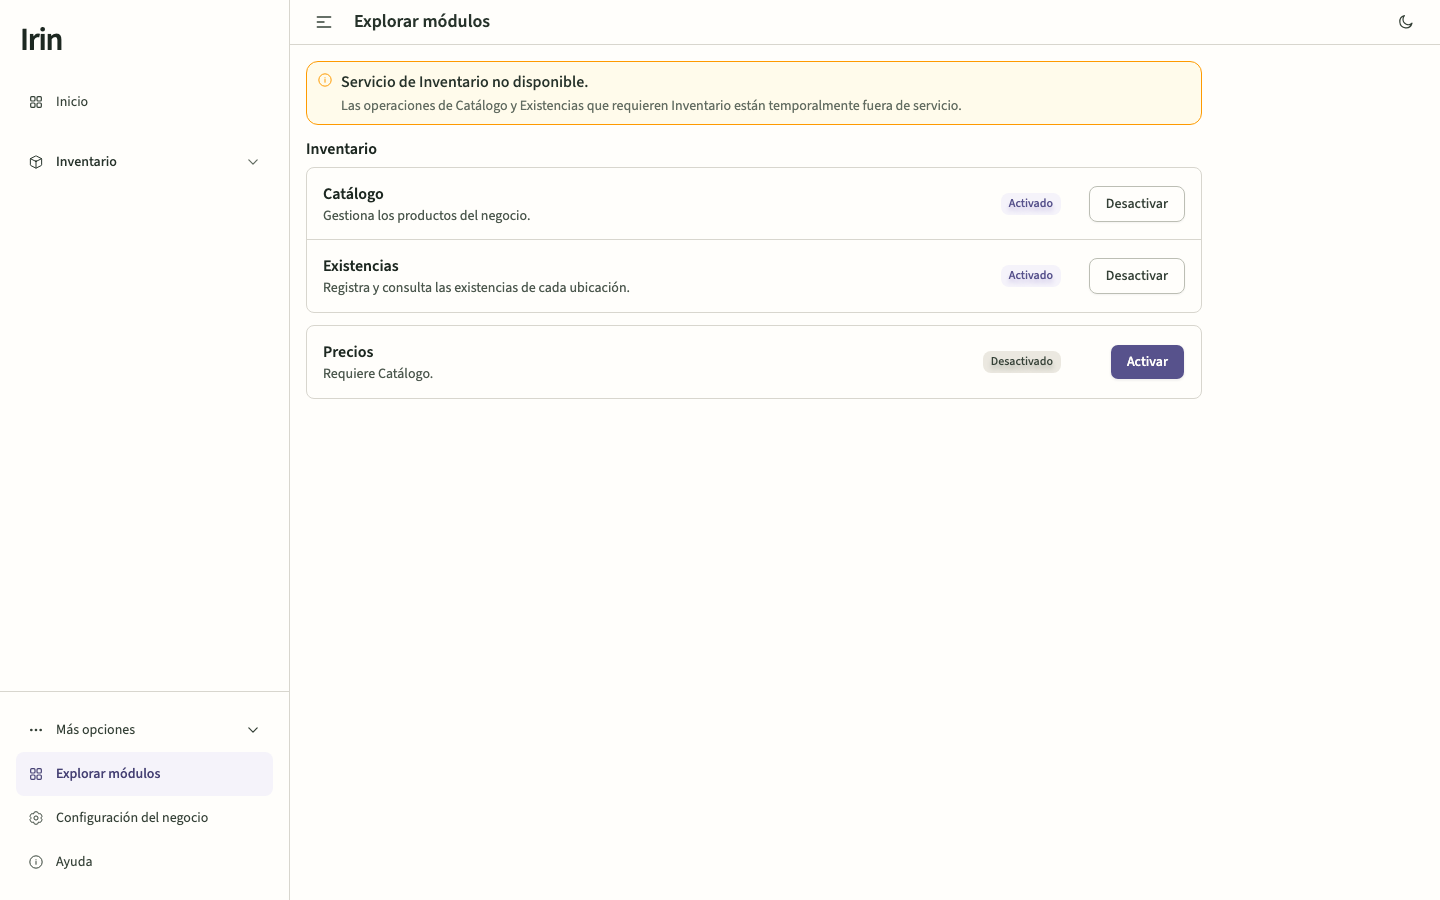 Irin
Inicio
Inventario
Más opciones
Explorar módulos
Configuración del negocio
Ayuda
Explorar módulos
Servicio de Inventario no disponible.
Las operaciones de Catálogo y Existencias que requieren Inventario están temporalmente fuera de servicio.
Inventario
Catálogo
Gestiona los productos del negocio.
Activado
Desactivar
Existencias
Registra y consulta las existencias de cada ubicación.
Activado
Desactivar
Precios
Requiere Catálogo.
Desactivado
Activar